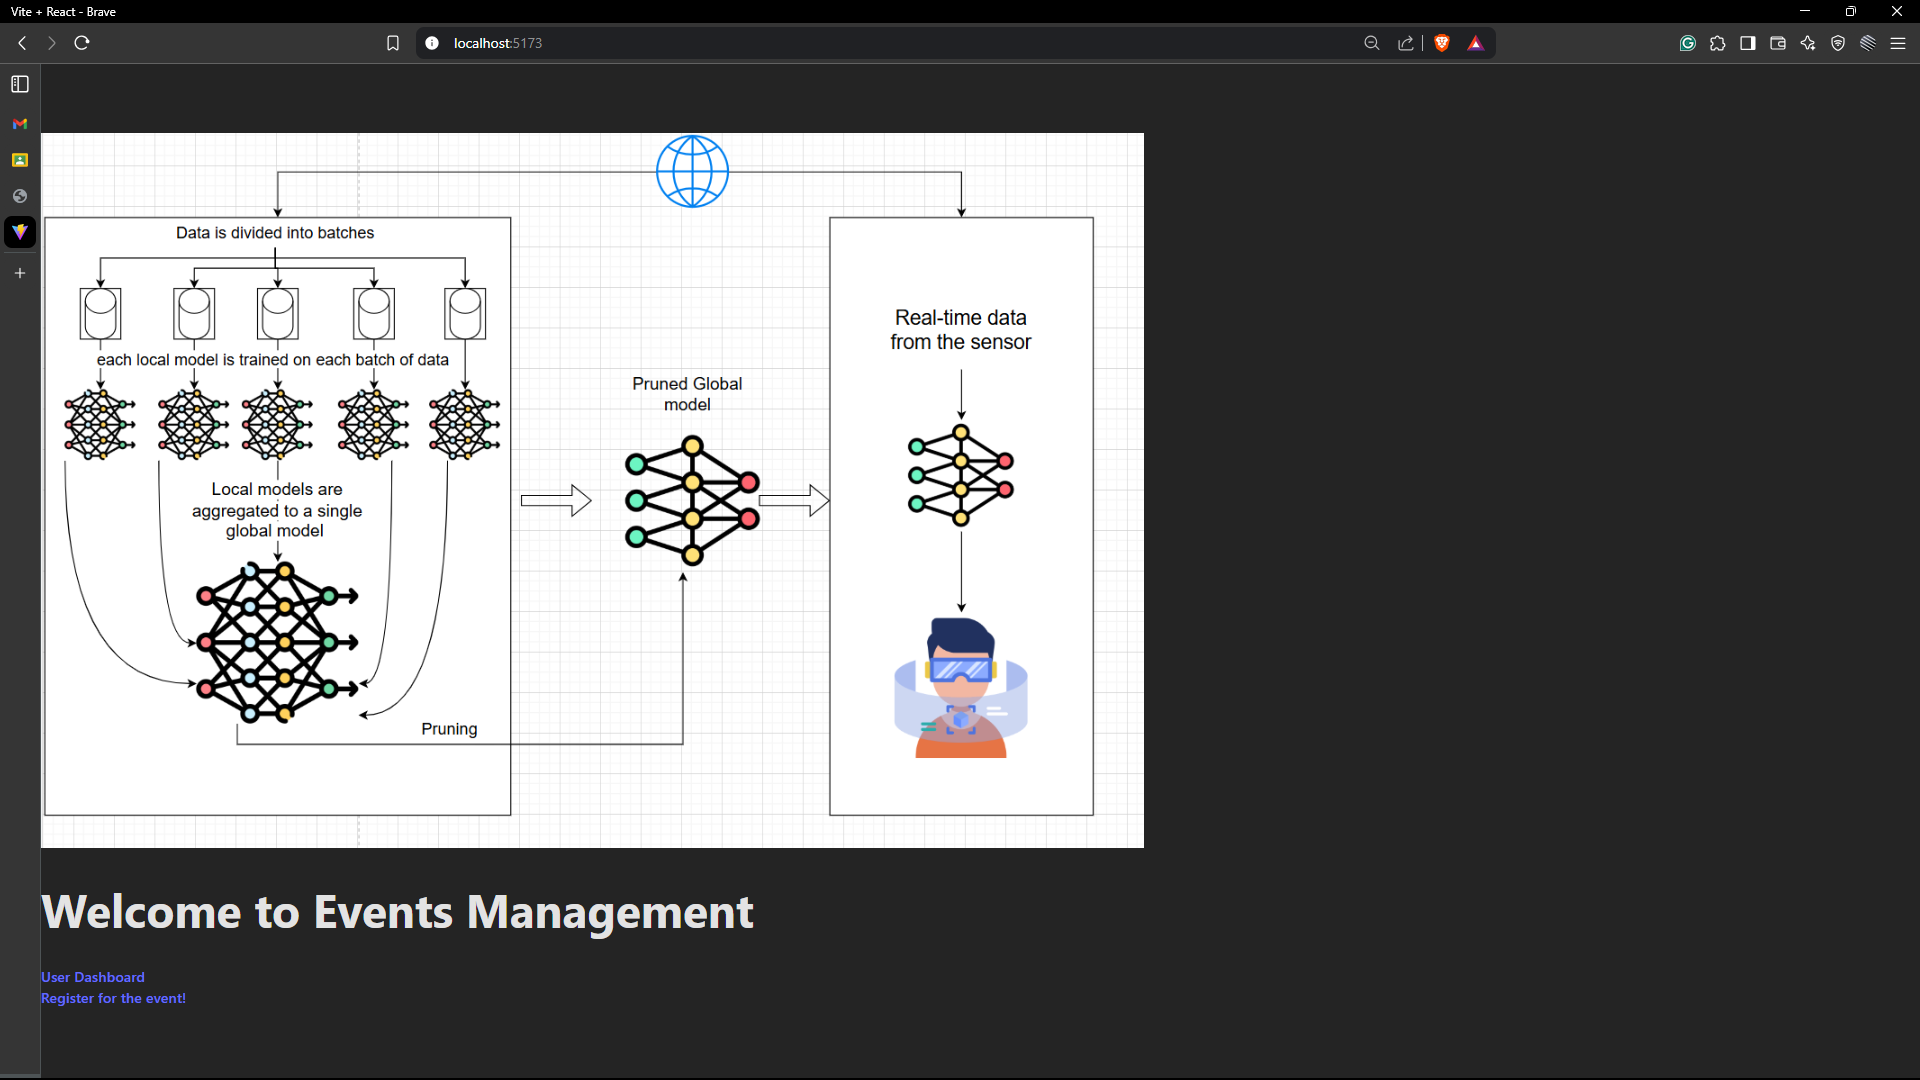 Vite + React - Brave
localhost:5173
Data is divided into batches
each local model is trained on each batch of data
Local models are
aggregated to a single
global model
Pruning
Pruned Global
model
Real-time data
from the sensor
Welcome to Events Management
User Dashboard
Register for the event!